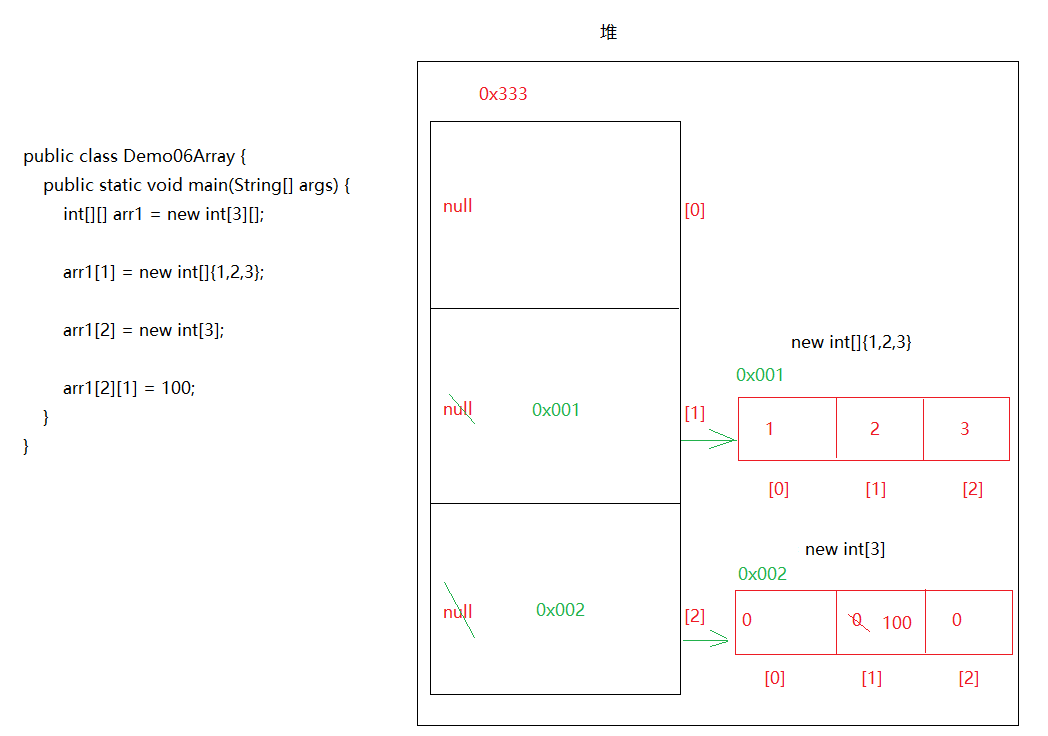 堆
0x333
public class Demo06Array {
public static void main(String[] args) {
int[][] arr1 = new int[3][];
arr1[1] = new int[]{1,2,3};
arr1[2] = new int[3];
arr1[2][1] = 100;
}
}
null
[0]
null 0x001
[1]
new int[]{1,2,3}
0x001
1 2 3
[0] [1] [2]
null 0x002
[2]
new int[3]
0x002
0 0 100 0
[0] [1] [2]